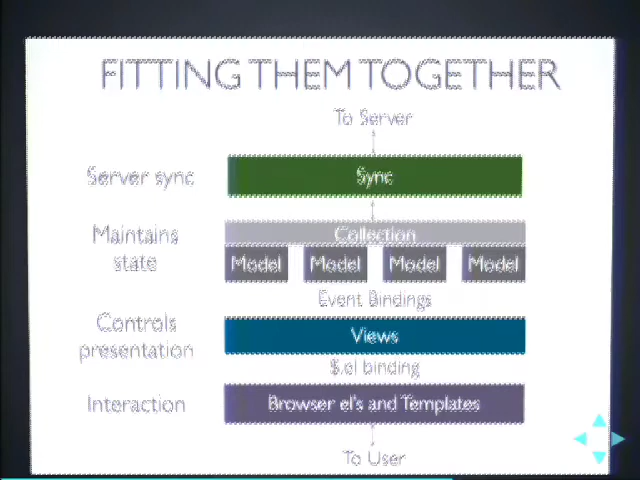 FITTING THEM TOGETHER
To Server
Server sync
Sync
Maintains
state
Collection
Model Model Model Model
Event Bindings
Controls
presentation
Views
$.el binding
Interaction
Browser el's and Templates
To User